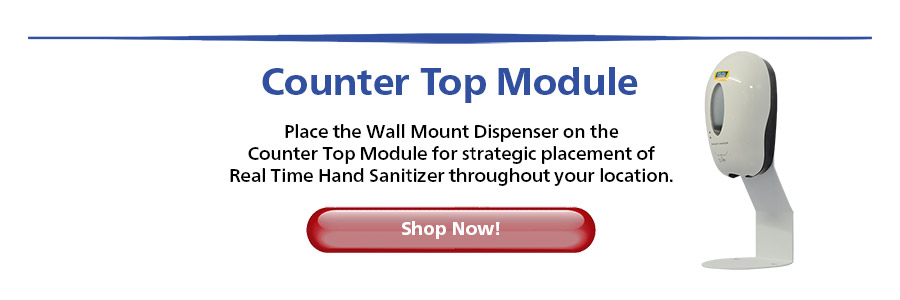 Counter Top Module
Place the Wall Mount Dispenser on the
Counter Top Module for strategic placement of
Real Time Hand Sanitizer throughout your location.
Shop Now!